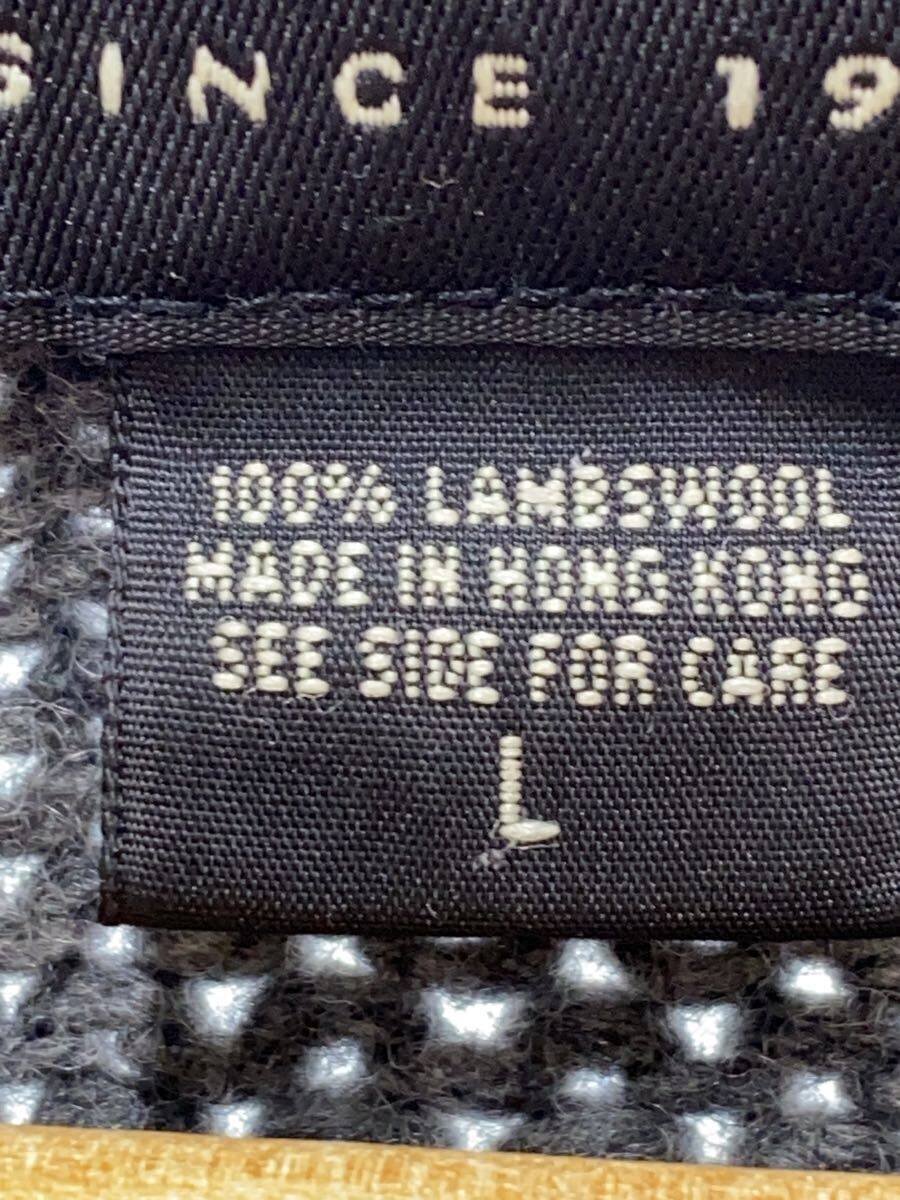 SINCE 19
100% LAMBSWOOL
MADE IN HONG KONG
SEE SIDE FOR CARE
L